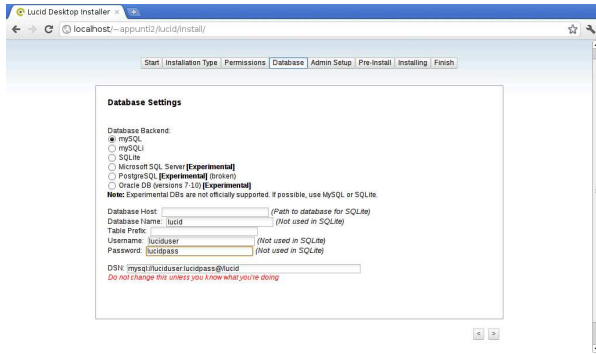 Lucid Desktop Installer
localhost/~appunti2/lucid/install/
Start Installation Type Permissions Database Admin Setup Pre-Install Installing Finish
Database Settings
Database Backend:
mySQL
mySQLi
SQLite
Microsoft SQL Server [Experimental]
PostgreSQL [Experimental] (broken)
Oracle DB (versions 7-10) [Experimental]
Note: Experimental DBs are not officially supported. If possible, use MySQL or SQLite.
Database Host: (Path to database for SQLite)
Database Name: lucid (Not used in SQLite)
Table Prefix:
Username: luciduser (Not used in SQLite)
Password: lucidpass (Not used in SQLite)
DSN: mysql://luciduser:lucidpass@/lucid
Do not change this unless you know what you're doing
< >